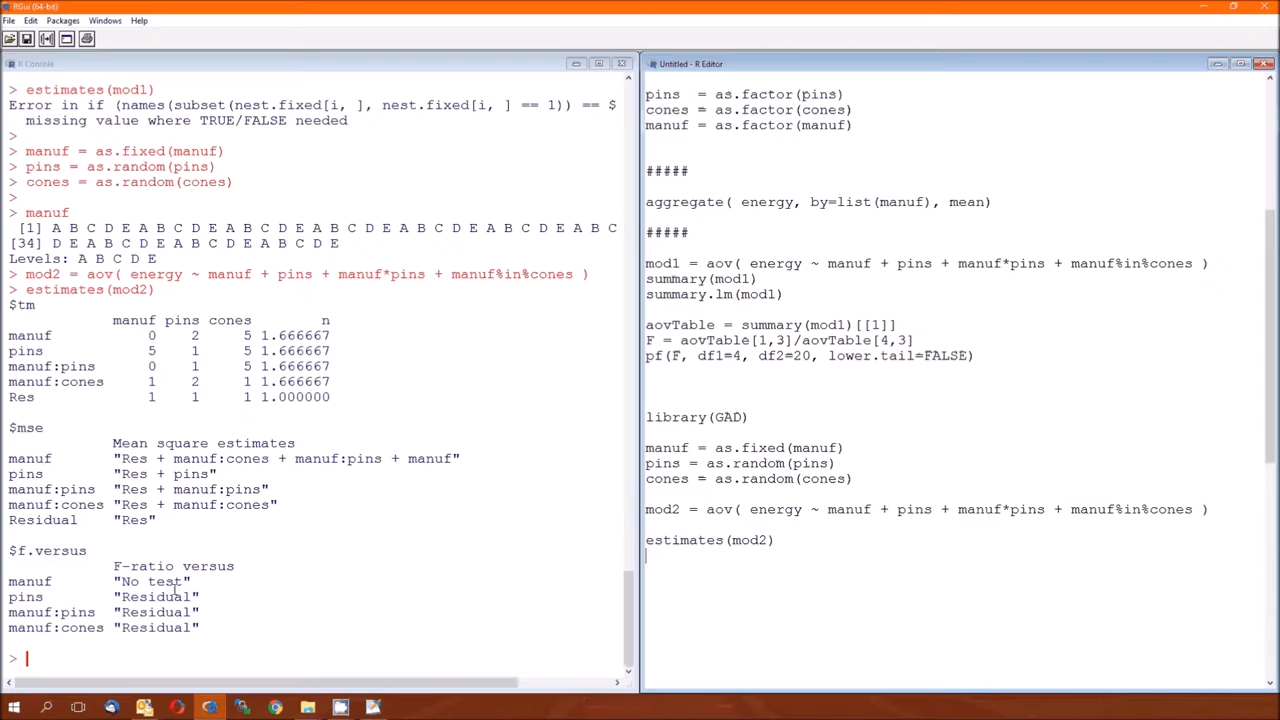 RGui (64-bit)
File Edit Packages Windows Help
R Console
> estimates(mod1)
Error in if (names(subset(nest.fixed[i, ], nest.fixed[i, ] == 1)) == $
  missing value where TRUE/FALSE needed
>
> manuf = as.fixed(manuf)
> pins = as.random(pins)
> cones = as.random(cones)
>
> manuf
 [1] A B C D E A B C D E A B C D E A B C D E A B C D E A B C D E A B C
[34] D E A B C D E A B C D E A B C D E
Levels: A B C D E
> mod2 = aov( energy ~ manuf + pins + manuf*pins + manuf%in%cones )
> estimates(mod2)
$tm
            manuf pins cones        n
manuf           0    2     5 1.666667
pins            5    1     5 1.666667
manuf:pins      0    1     5 1.666667
manuf:cones     1    2     1 1.666667
Res             1    1     1 1.000000
$mse
            Mean square estimates
manuf       "Res + manuf:cones + manuf:pins + manuf"
pins        "Res + pins"
manuf:pins  "Res + manuf:pins"
manuf:cones "Res + manuf:cones"
Residual    "Res"
$f.versus
            F-ratio versus
manuf       "No test"
pins        "Residual"
manuf:pins  "Residual"
manuf:cones "Residual"
>
Untitled - R Editor
pins  = as.factor(pins)
cones = as.factor(cones)
manuf = as.factor(manuf)
#####
aggregate( energy, by=list(manuf), mean)
#####
mod1 = aov( energy ~ manuf + pins + manuf*pins + manuf%in%cones )
summary(mod1)
summary.lm(mod1)
aovTable = summary(mod1)[[1]]
F = aovTable[1,3]/aovTable[4,3]
pf(F, df1=4, df2=20, lower.tail=FALSE)
library(GAD)
manuf = as.fixed(manuf)
pins = as.random(pins)
cones = as.random(cones)
mod2 = aov( energy ~ manuf + pins + manuf*pins + manuf%in%cones )
estimates(mod2)